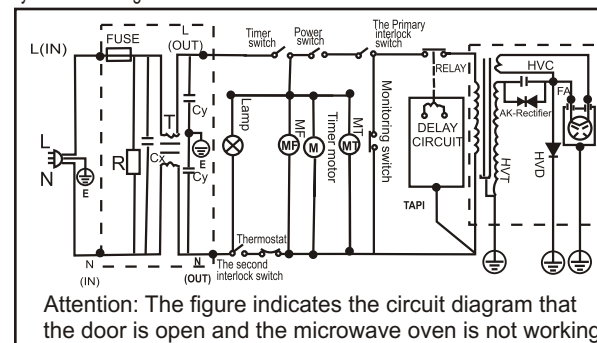 L(IN)
FUSE
L
(OUT)
Timer
switch
Power
switch
The Primary
interlock
switch
RELAY
HVC
FA
AK-Rectifier
L
N
E
R
Cx
T
Cy
E
Cy
Lamp
MF
MF
M
Timer motor
MT
MT
Monitoring switch
DELAY
CIRCUIT
TAPI
HVT
HVD
Thermostat
The second
interlock switch
N
(IN)
N
(OUT)
Attention: The figure indicates the circuit diagram that
the door is open and the microwave oven is not working